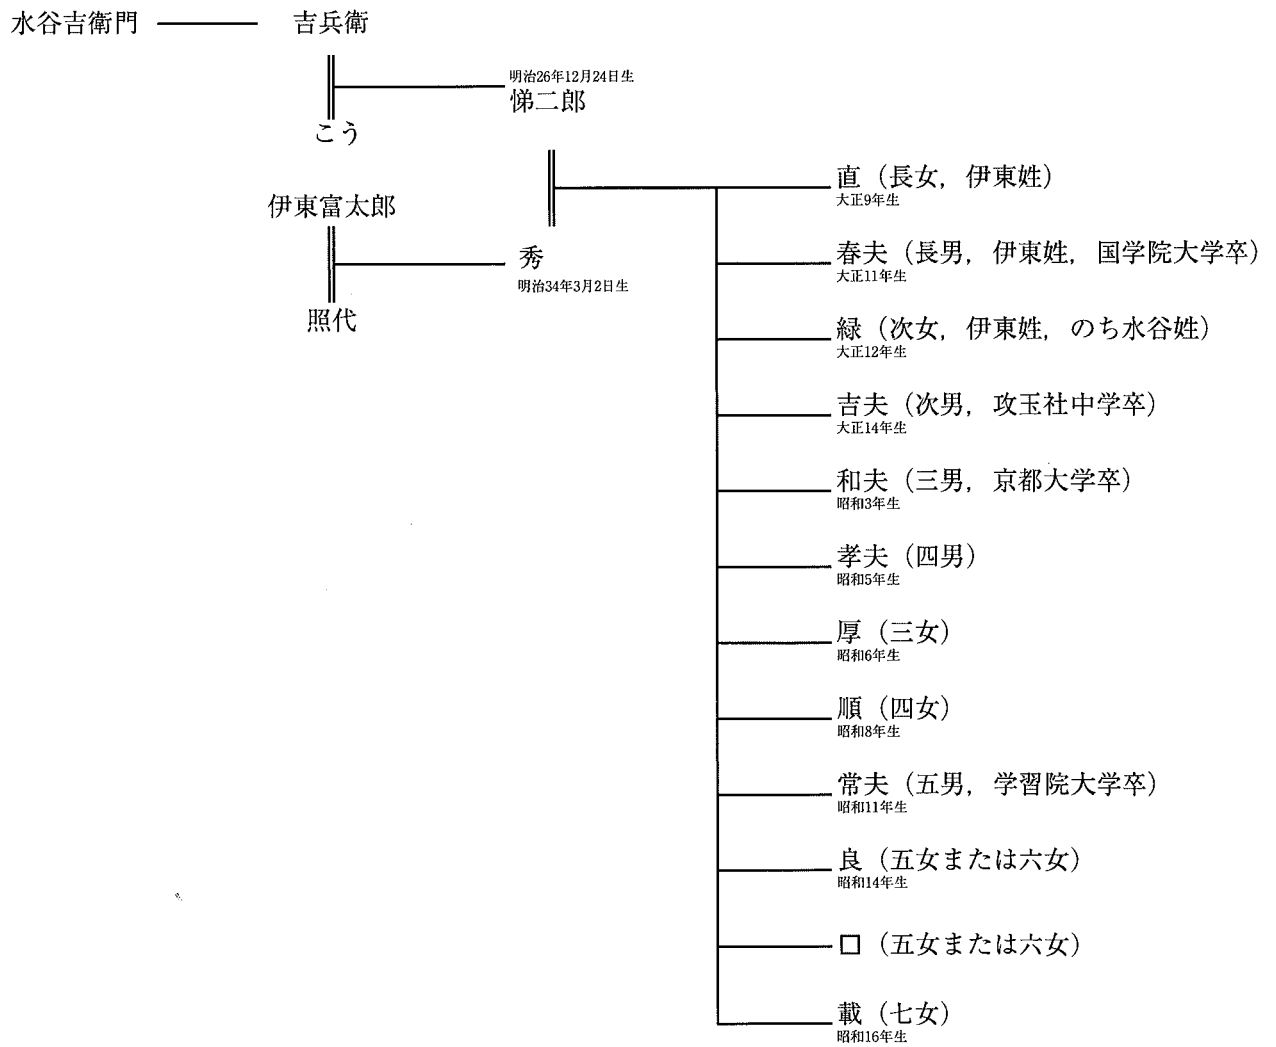 水谷吉衛門 吉兵衛
明治26年12月24日生
悌二郎
こう
伊東富太郎
秀
明治34年3月2日生
照代
直（長女，伊東姓）
大正9年生
春夫（長男，伊東姓，国学院大学卒）
大正11年生
緑（次女，伊東姓，のち水谷姓）
大正12年生
吉夫（次男，攻玉社中学卒）
大正14年生
和夫（三男，京都大学卒）
昭和3年生
孝夫（四男）
昭和5年生
厚（三女）
昭和6年生
順（四女）
昭和8年生
常夫（五男，学習院大学卒）
昭和11年生
良（五女または六女）
昭和14年生
□（五女または六女）
載（七女）
昭和16年生